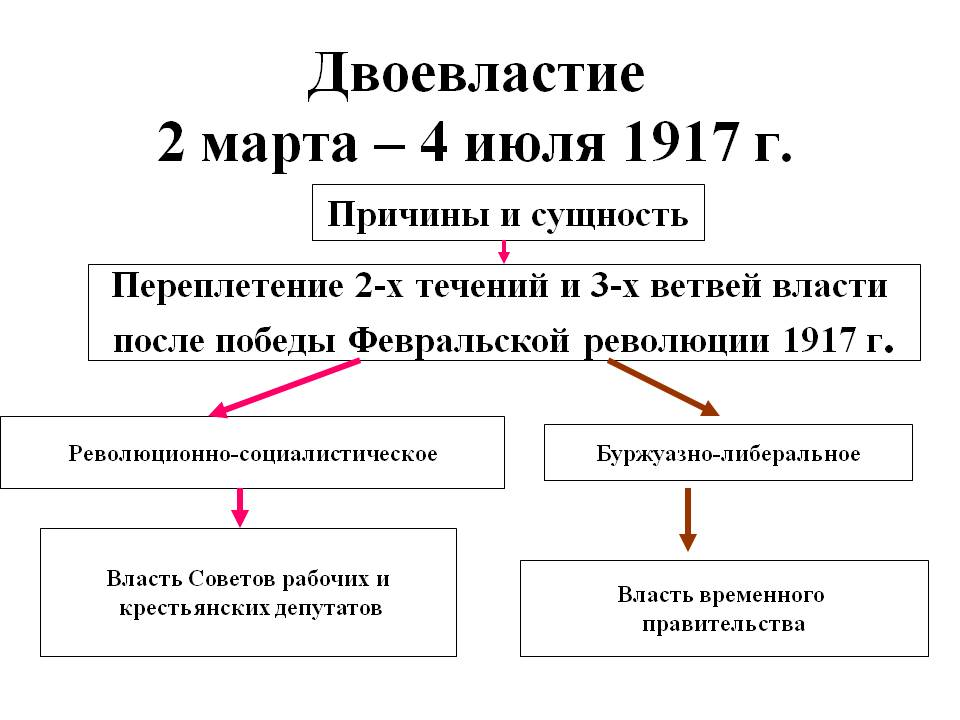 Двоевластие
2 марта – 4 июля 1917 г.
Причины и сущность
Переплетение 2-х течений и 3-х ветвей власти
после победы Февральской революции 1917 г.
Революционно-социалистическое
Буржуазно-либеральное
Власть Советов рабочих и
крестьянских депутатов
Власть временного
правительства